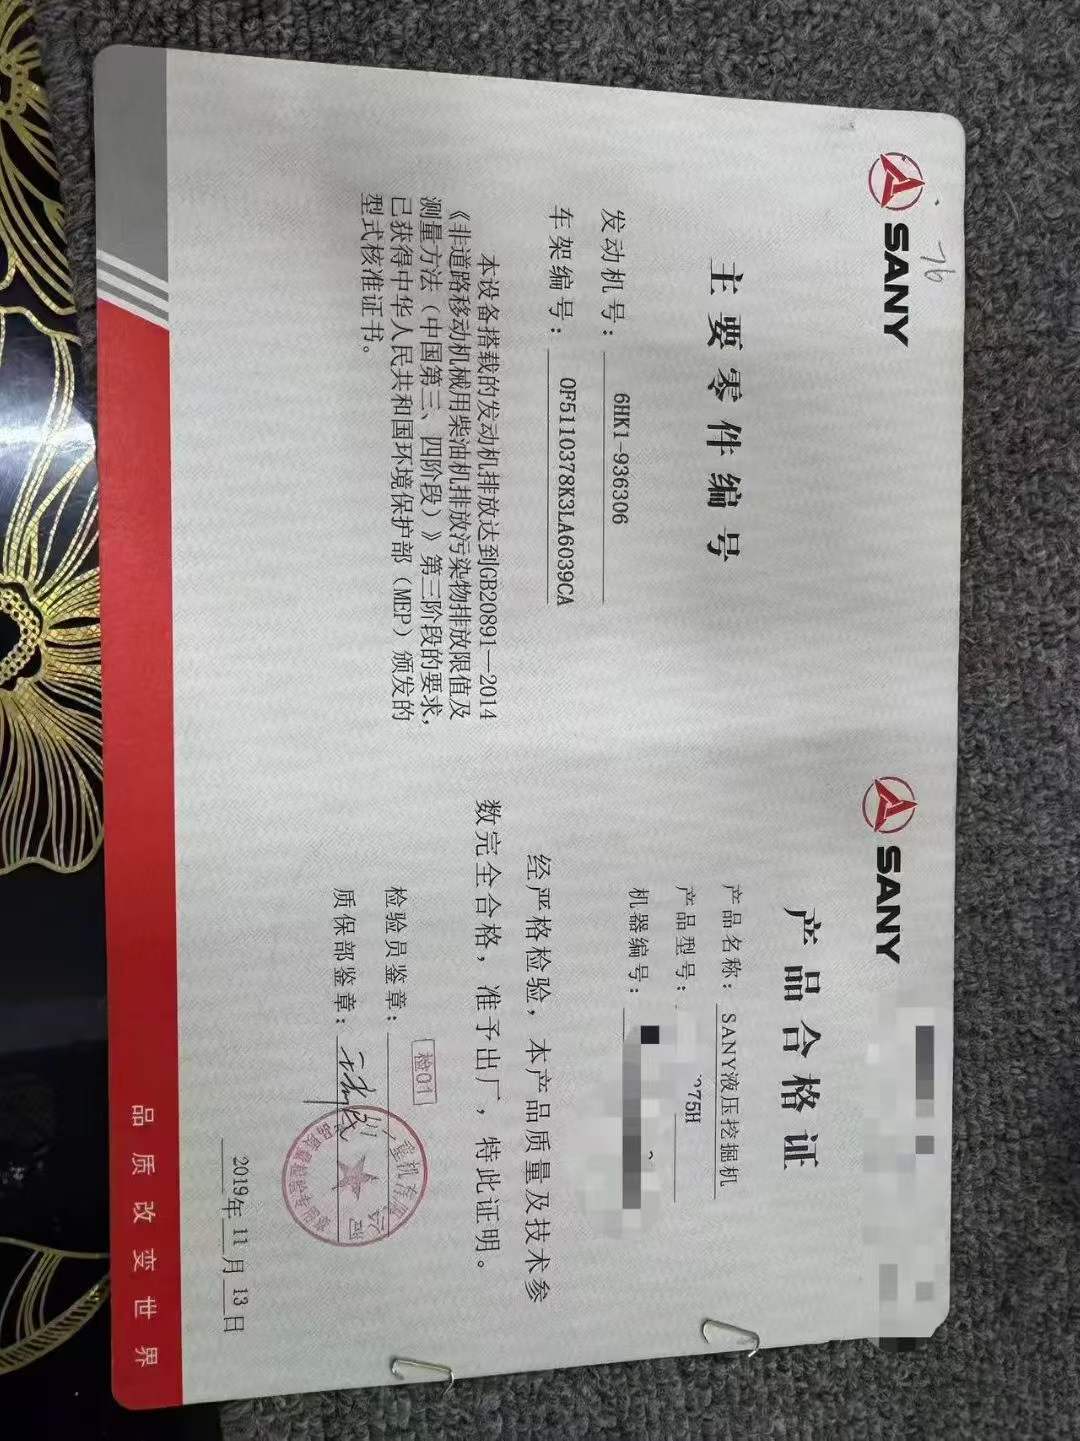 SANY
76
主要零件编号
发动机号： 6HK1-936306
车架编号： 0F5110378K3LA6039CA
本设备搭载的发动机排放达到GB20891—2014
《非道路移动机械用柴油机排放污染物排放限值及
测量方法（中国第三、四阶段）》第三阶段的要求，
已获得中华人民共和国环境保护部（MEP）颁发的
型式核准证书。
SANY
产品合格证
产品名称： SANY液压挖掘机
产品型号： 375H
机器编号：
经严格检验，本产品质量及技术参
数完全合格，准予出厂，特此证明。
检验员鉴章： 检01
质保部鉴章：
2019年11月13日
品质改变世界